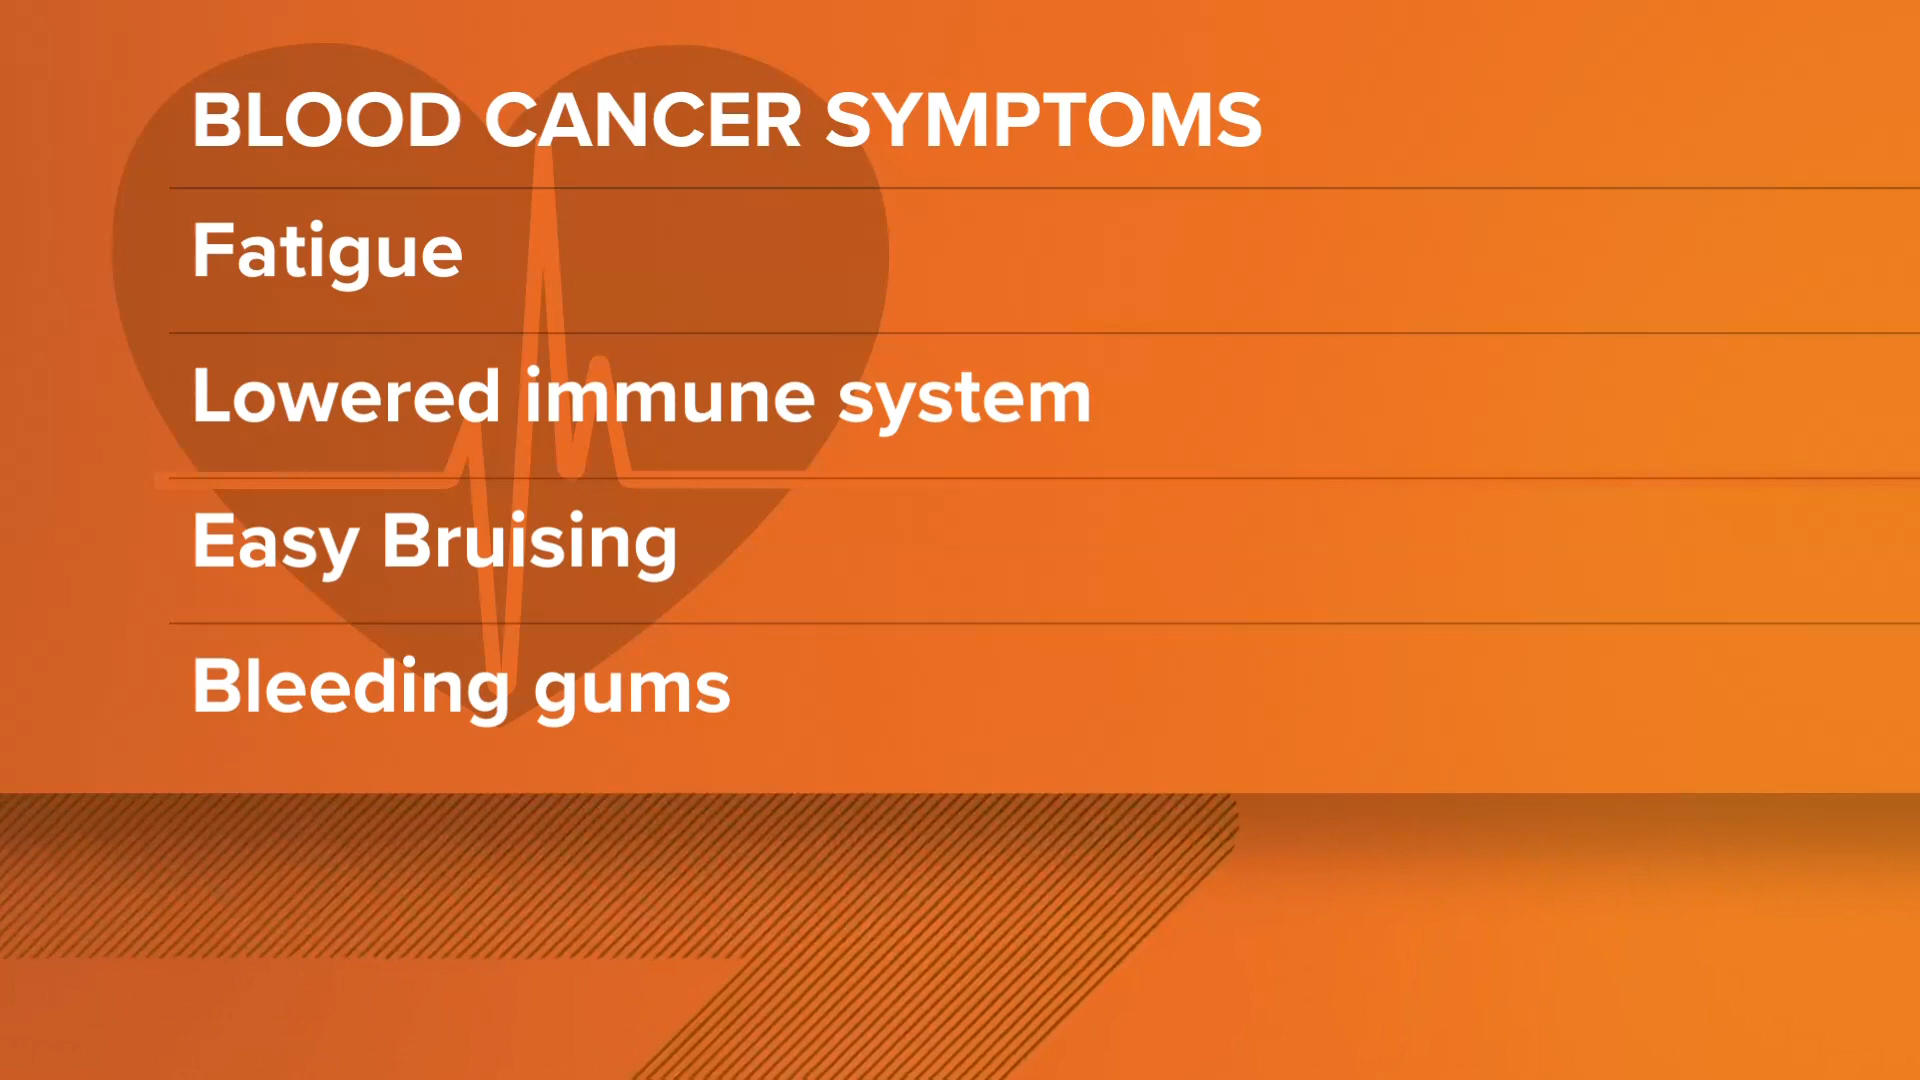 BLOOD CANCER SYMPTOMS
Fatigue
Lowered immune system
Easy Bruising
Bleeding gums